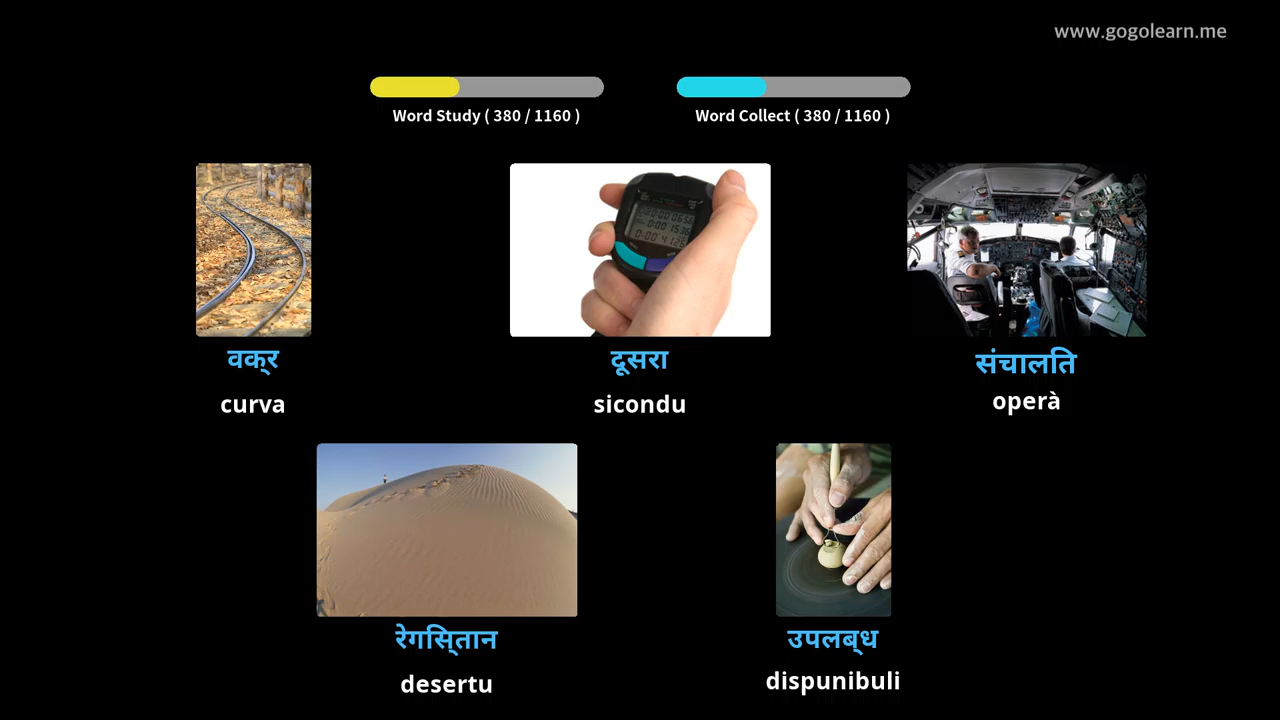 www.gogolearn.me
Word Study ( 380 / 1160 )
Word Collect ( 380 / 1160 )
वक्र
curva
दूसरा
sicondu
संचालति
operà
रेगसि्तान
desertu
उपलब्ध
dispunibuli